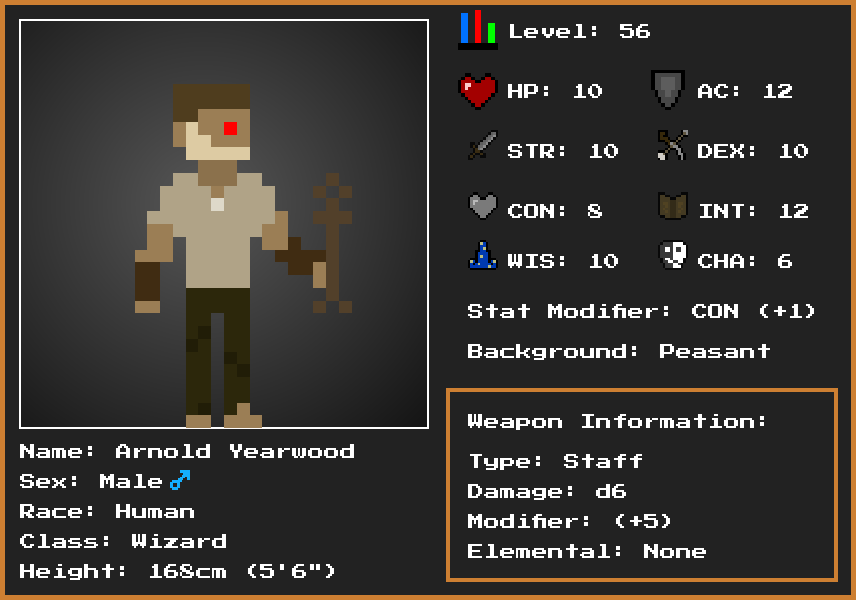 Level: 56
HP: 10 AC: 12
STR: 10 DEX: 10
CON: 8 INT: 12
WIS: 10 CHA: 6
Stat Modifier: CON (+1)
Background: Peasant
Weapon Information:
Type: Staff
Damage: d6
Modifier: (+5)
Elemental: None
Name: Arnold Yearwood
Sex: Male ♂
Race: Human
Class: Wizard
Height: 168cm (5'6")